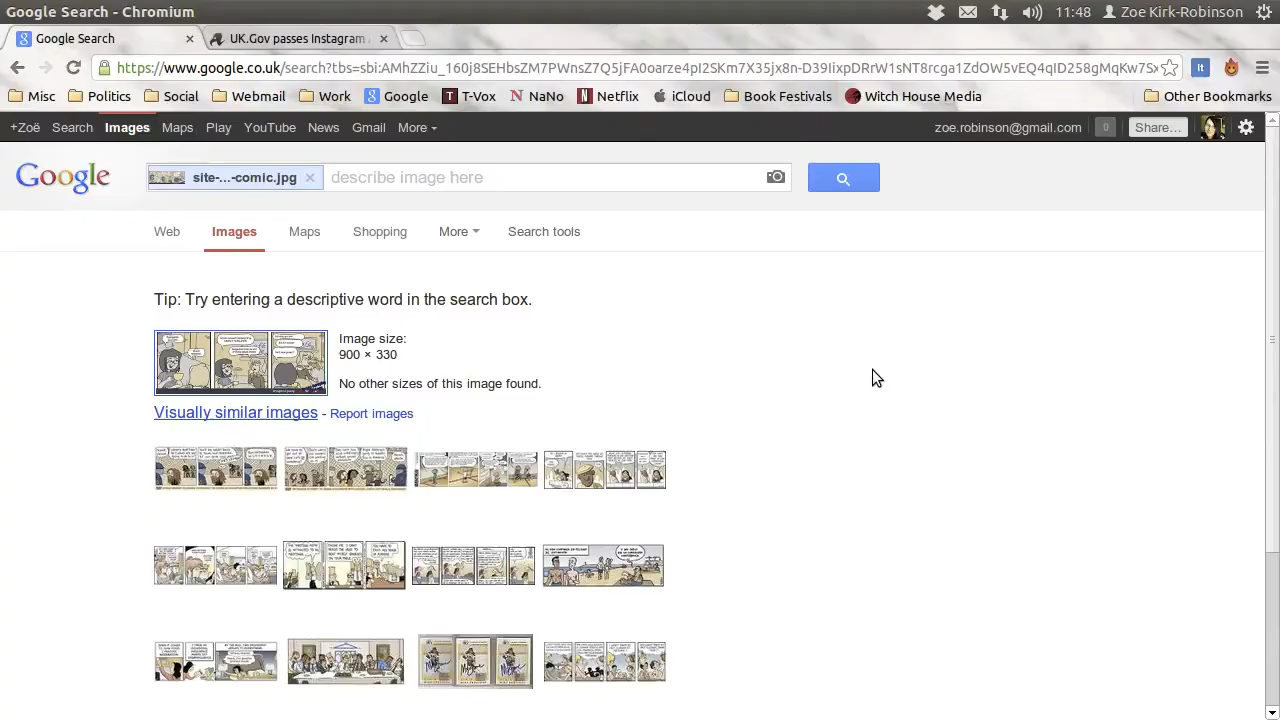 Google Search - Chromium
11:48 Zoe Kirk-Robinson
Google Search × UK.Gov passes Instagram ×
https://www.google.co.uk/search?tbs=sbi:AMhZZiu_160j8SEHbsZM7PWnsZ7Q5jFA0oarze4pI2SKm7X35jx8n-D39IixpDRrW1sNT8rcga1ZdOW5vEQ4qID258gMqKw7Sx
Misc Politics Social Webmail Work Google T-Vox NaNo Netflix iCloud Book Festivals Witch House Media Other Bookmarks
+Zoë Search Images Maps Play YouTube News Gmail More zoe.robinson@gmail.com 0 Share...
Google site-...-comic.jpg × describe image here
Web Images Maps Shopping More Search tools
Tip: Try entering a descriptive word in the search box.
Image size:
900 × 330
No other sizes of this image found.
Visually similar images - Report images